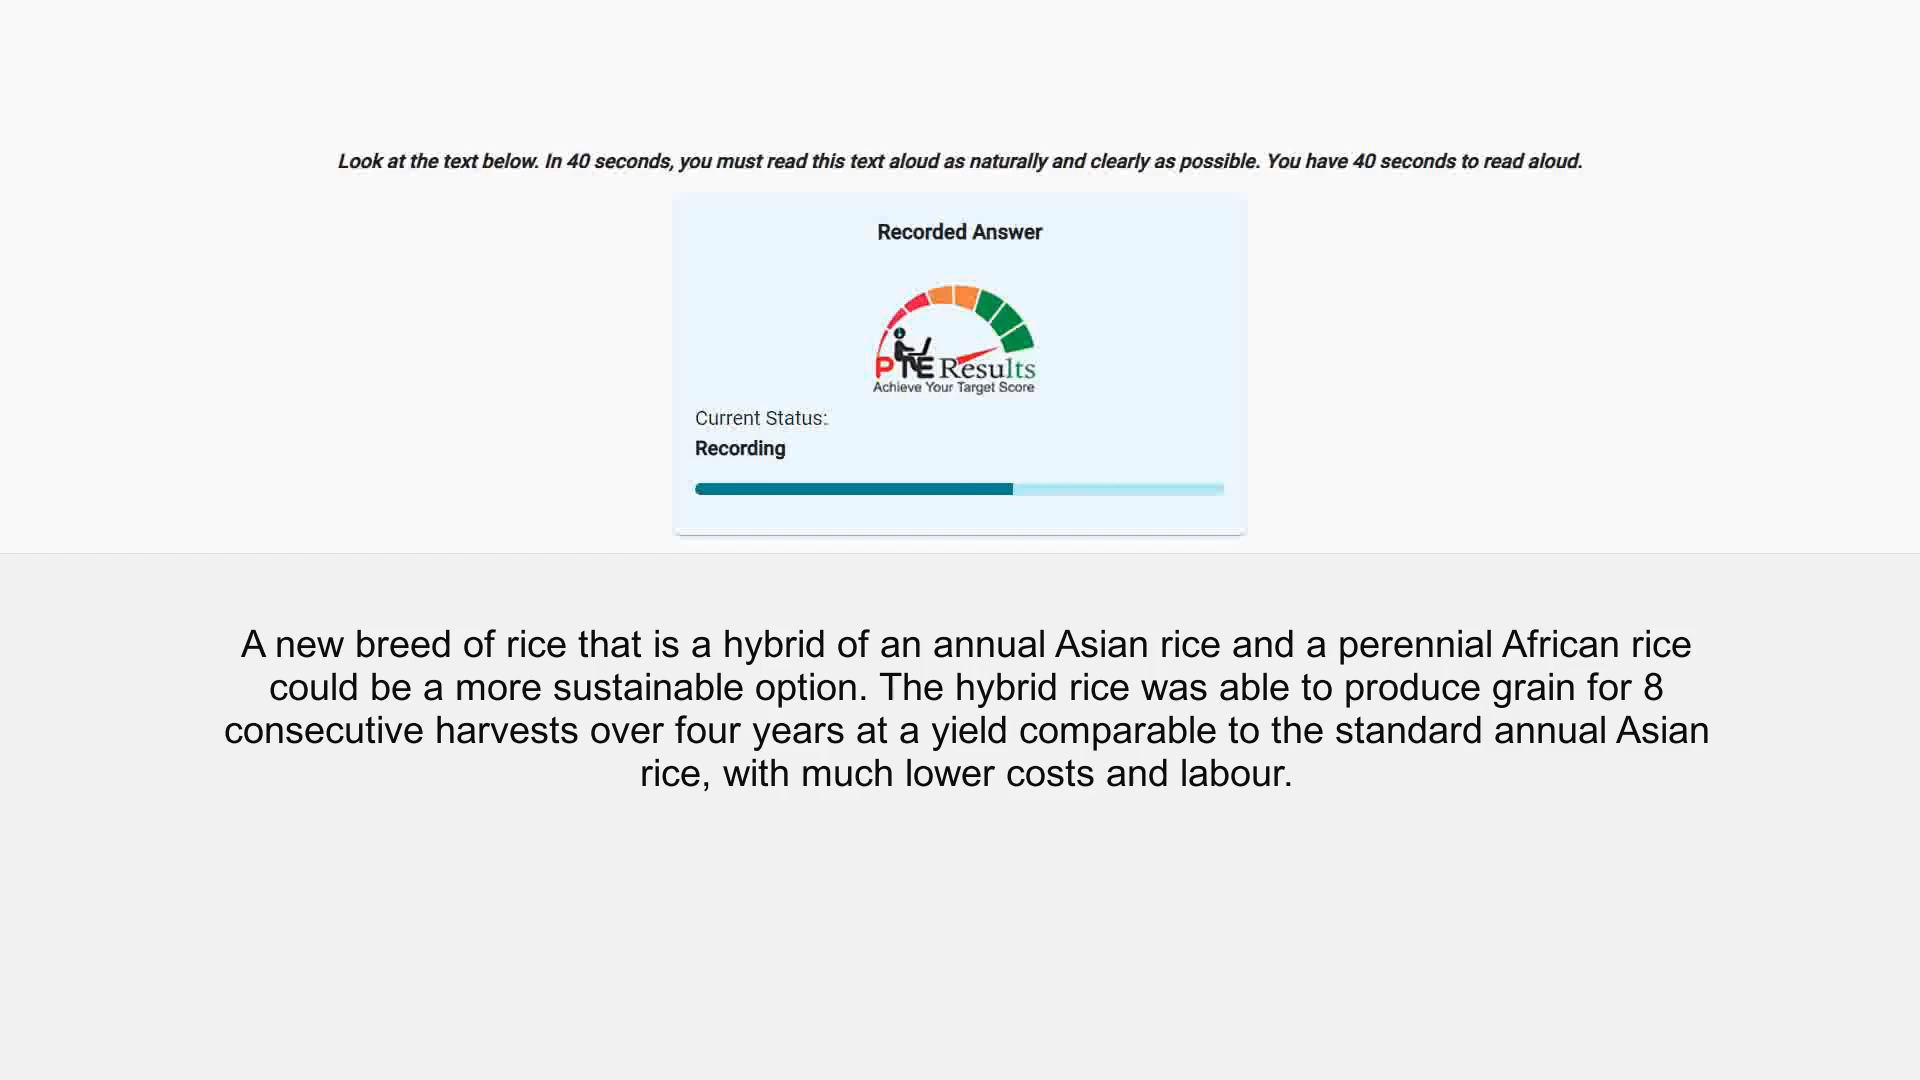 Look at the text below. In 40 seconds, you must read this text aloud as naturally and clearly as possible. You have 40 seconds to read aloud.
Recorded Answer
PTE Results
Achieve Your Target Score
Current Status:
Recording
A new breed of rice that is a hybrid of an annual Asian rice and a perennial African rice
could be a more sustainable option. The hybrid rice was able to produce grain for 8
consecutive harvests over four years at a yield comparable to the standard annual Asian
rice, with much lower costs and labour.